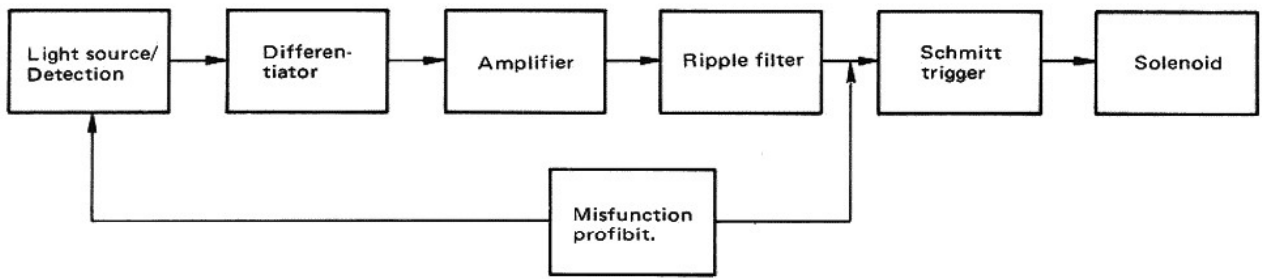 Light source/
Detection
Differen-
tiator
Amplifier
Ripple filter
Schmitt
trigger
Solenoid
Misfunction
profibit.